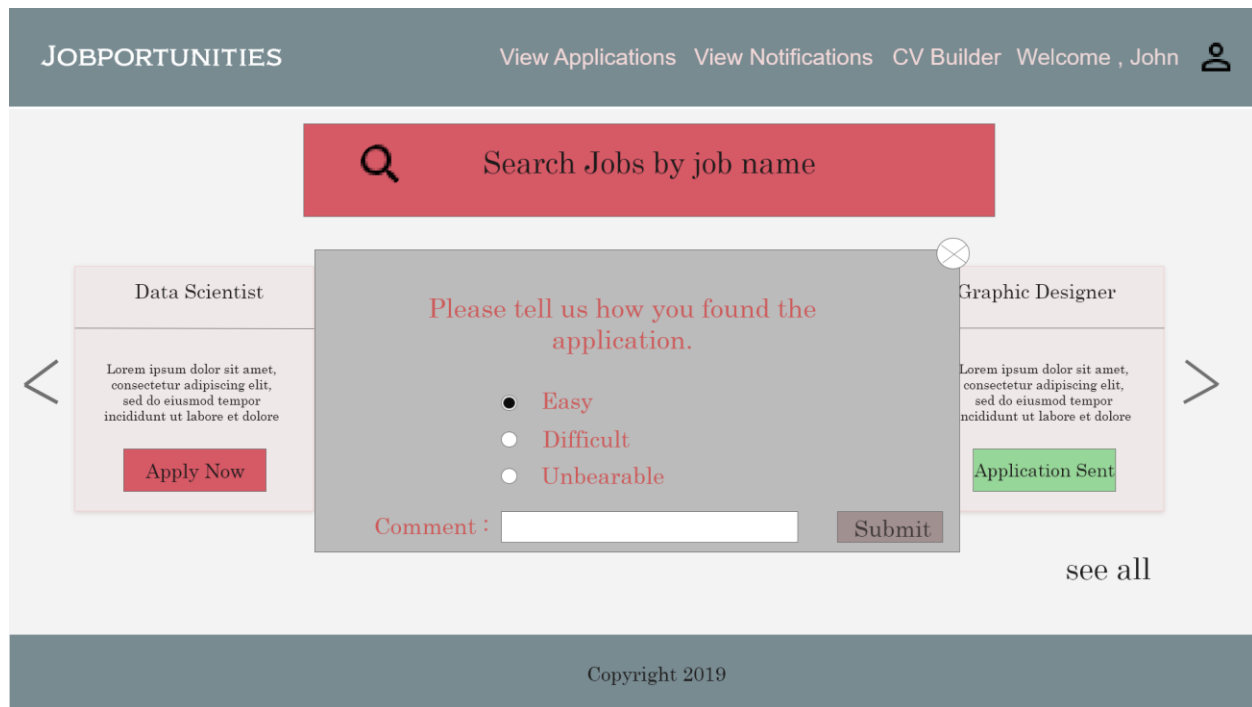 JOBPORTUNITIES
View Applications View Notifications CV Builder Welcome , John
Search Jobs by job name
Data Scientist
Lorem ipsum dolor sit amet,
consectetur adipiscing elit,
sed do eiusmod tempor
incididunt ut labore et dolore
Apply Now
Please tell us how you found the
application.
Easy
Difficult
Unbearable
Comment :
Submit
Graphic Designer
Lorem ipsum dolor sit amet,
consectetur adipiscing elit,
sed do eiusmod tempor
ncididunt ut labore et dolore
Application Sent
see all
Copyright 2019